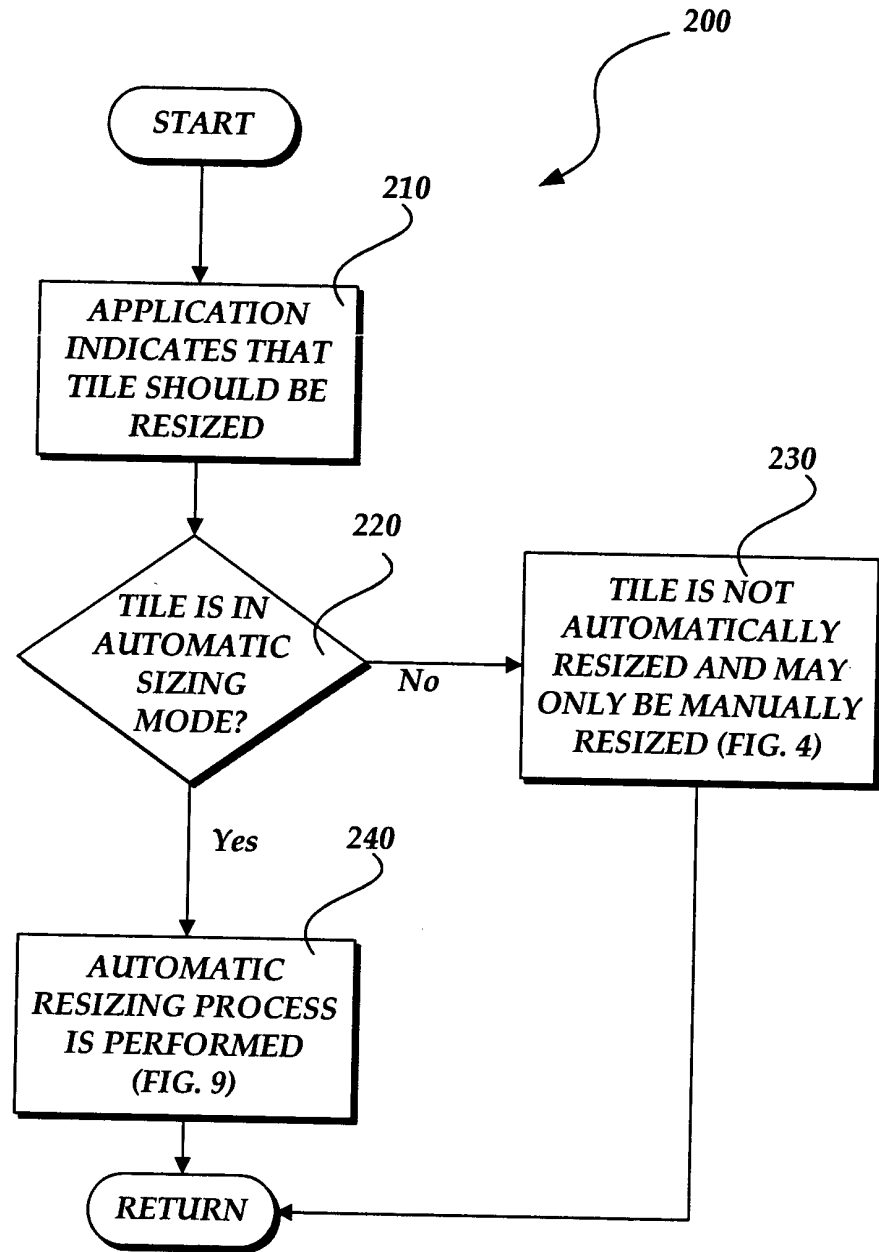 200
START
210
APPLICATION
INDICATES THAT
TILE SHOULD BE
RESIZED
220
TILE IS IN
AUTOMATIC
SIZING
MODE?
No
230
TILE IS NOT
AUTOMATICALLY
RESIZED AND MAY
ONLY BE MANUALLY
RESIZED (FIG. 4)
Yes
240
AUTOMATIC
RESIZING PROCESS
IS PERFORMED
(FIG. 9)
RETURN